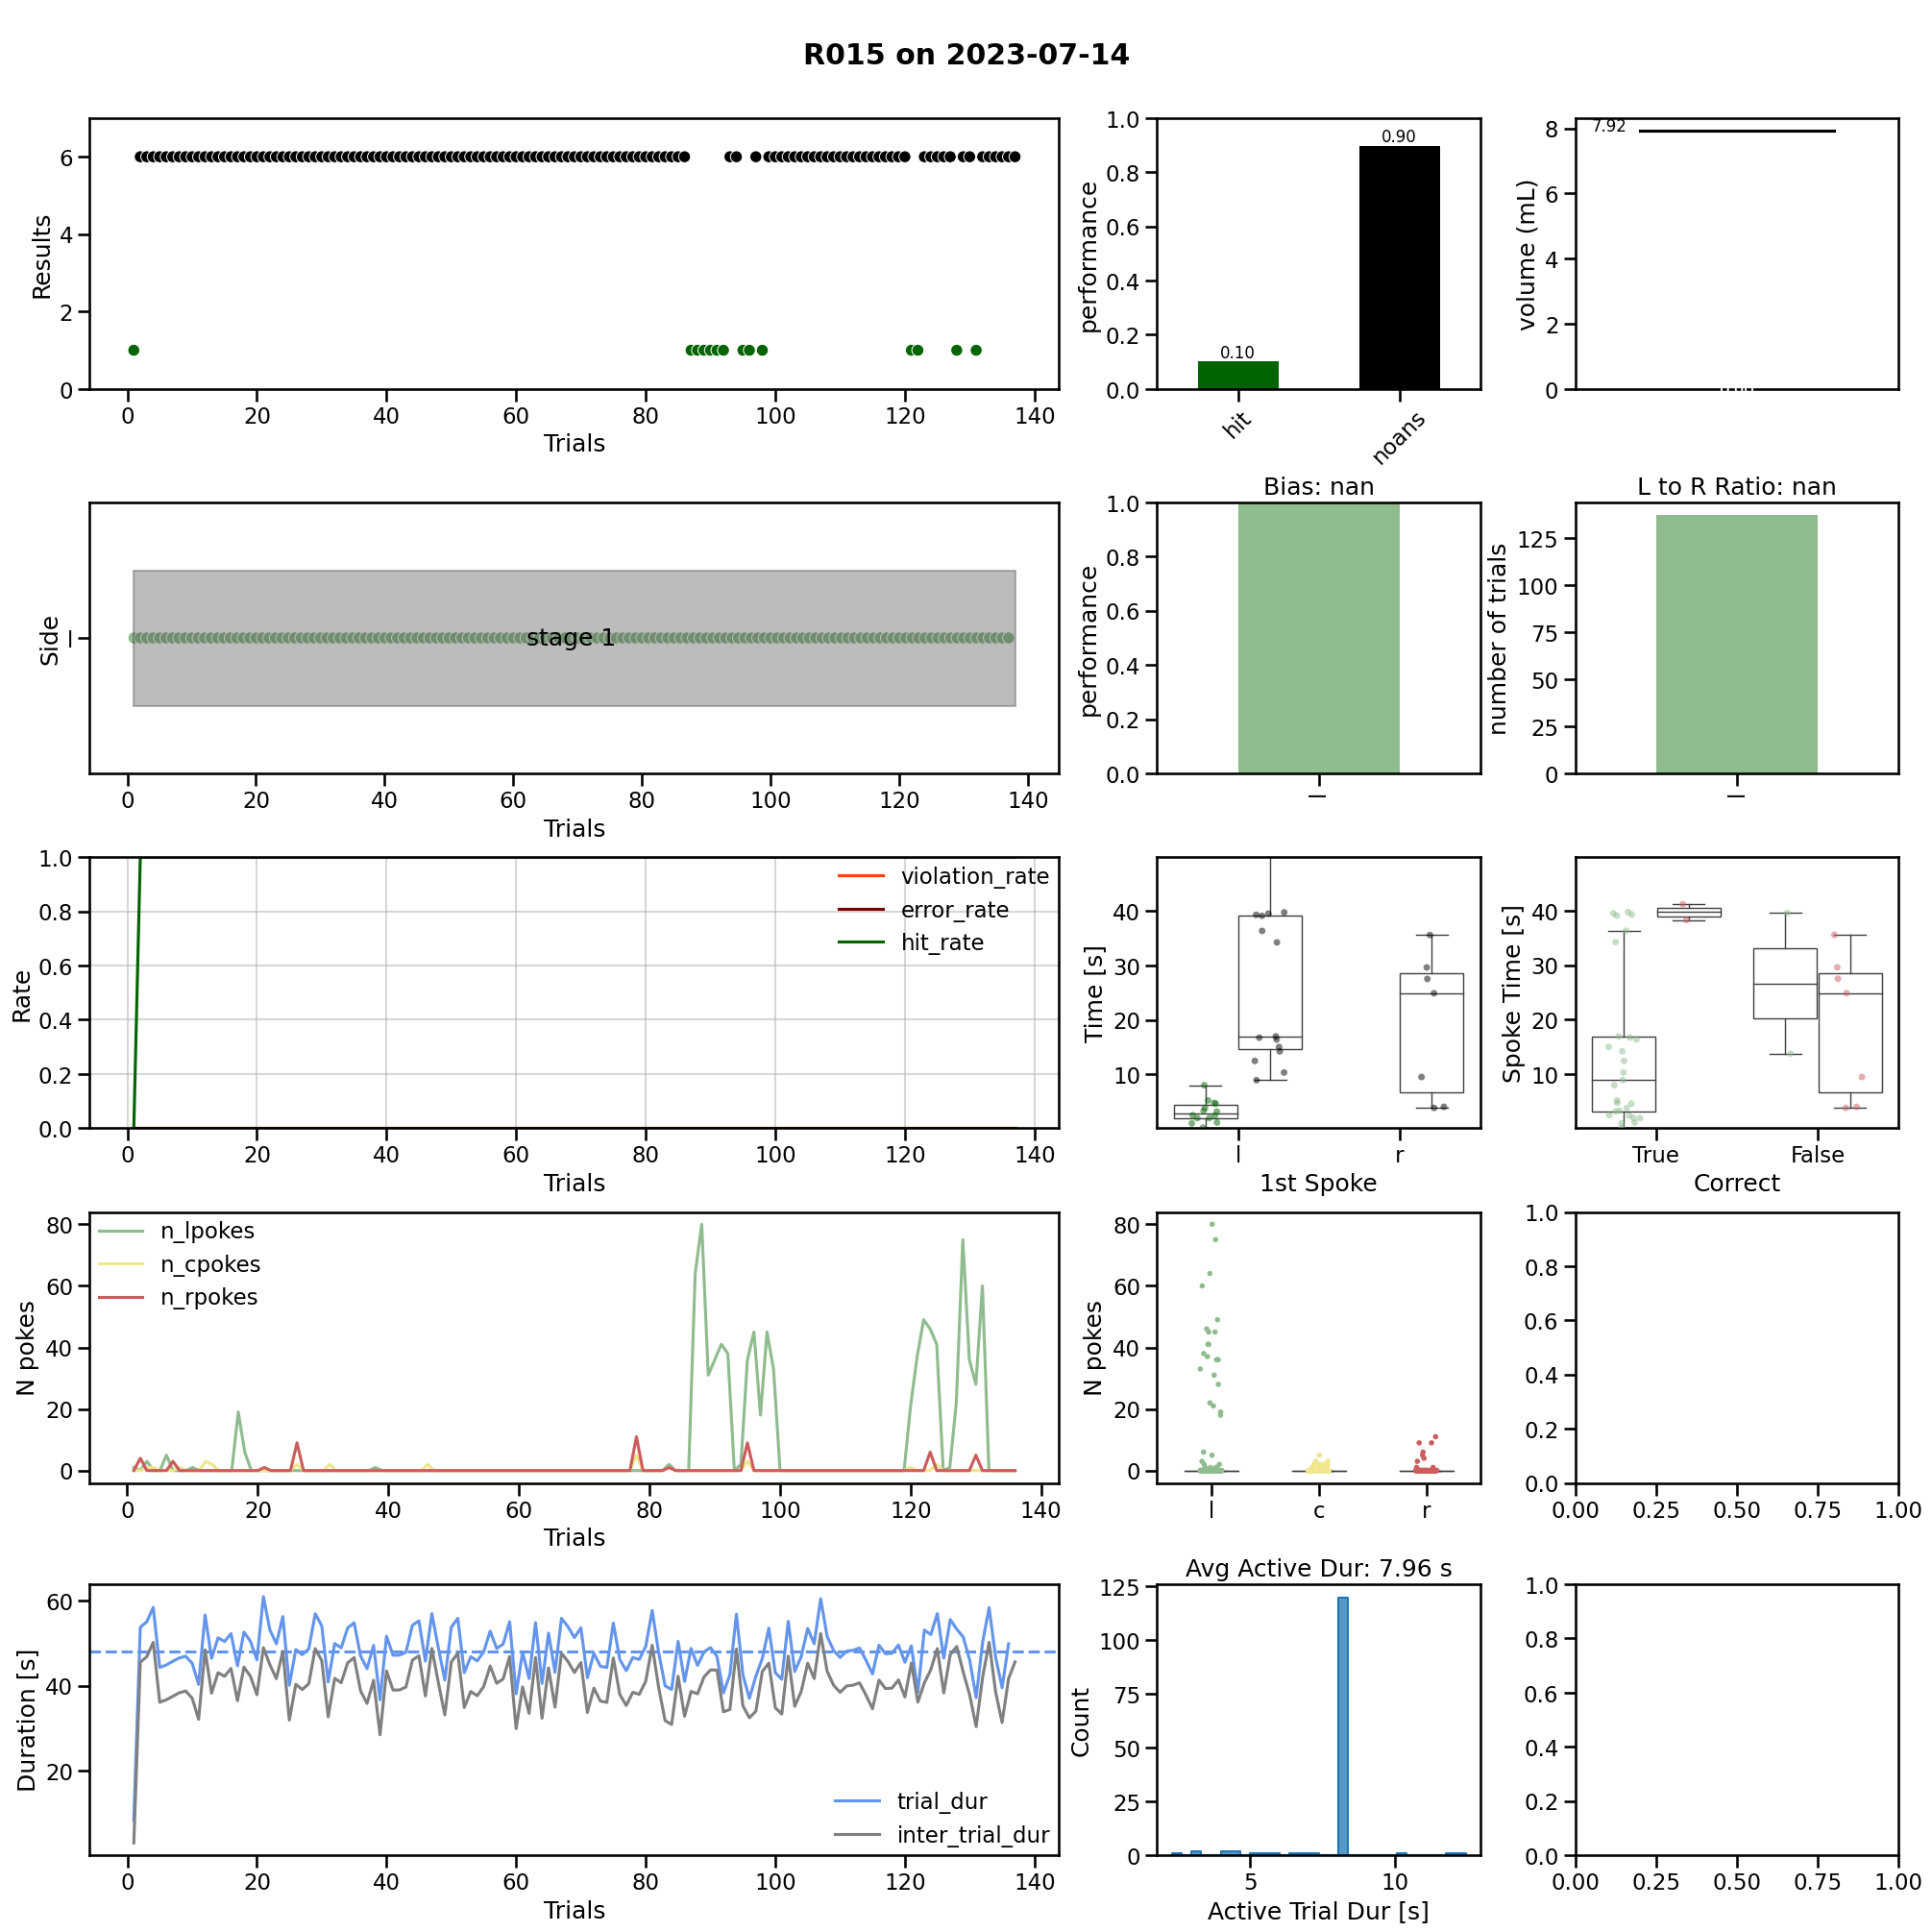 R015 on 2023-07-14
Results
6
4
2
0
0 20 40 60 80 100 120 140
Trials
performance
1.0
0.8
0.6
0.4
0.2
0.0
0.10
0.90
hit
noans
volume (mL)
8
6
4
2
0
7.92
Side
l
stage 1
0 20 40 60 80 100 120 140
Trials
Bias: nan
performance
1.0
0.8
0.6
0.4
0.2
0.0
l
L to R Ratio: nan
number of trials
125
100
75
50
25
0
l
Rate
1.0
0.8
0.6
0.4
0.2
0.0
violation_rate
error_rate
hit_rate
0 20 40 60 80 100 120 140
Trials
Time [s]
40
30
20
10
l r
1st Spoke
Spoke Time [s]
40
30
20
10
True False
Correct
N pokes
80
60
40
20
0
n_lpokes
n_cpokes
n_rpokes
0 20 40 60 80 100 120 140
Trials
N pokes
80
60
40
20
0
l c r
1.0
0.8
0.6
0.4
0.2
0.0
0.00 0.25 0.50 0.75 1.00
Duration [s]
60
40
20
trial_dur
inter_trial_dur
0 20 40 60 80 100 120 140
Trials
Avg Active Dur: 7.96 s
Count
125
100
75
50
25
0
5 10
Active Trial Dur [s]
1.0
0.8
0.6
0.4
0.2
0.0
0.00 0.25 0.50 0.75 1.00